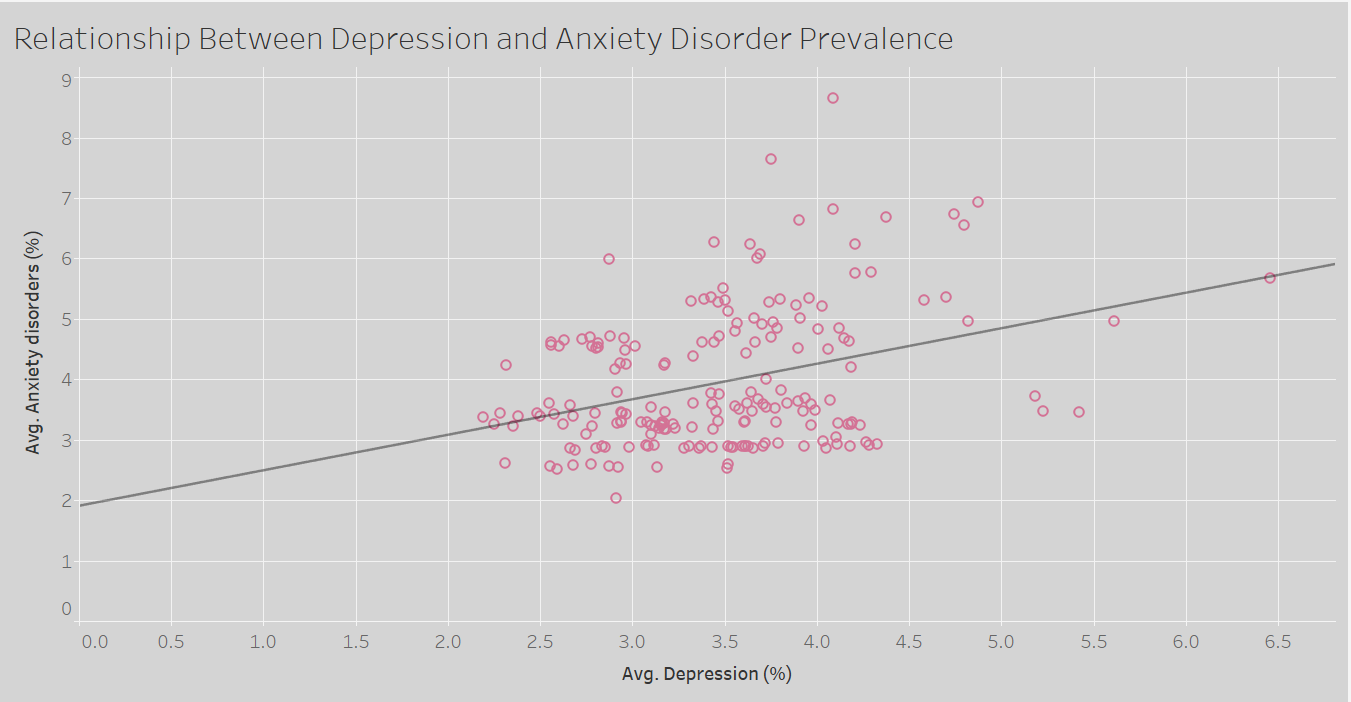 Relationship Between Depression and Anxiety Disorder Prevalence
9
8
7
6
5
4
3
2
1
0
Avg. Anxiety disorders (%)
0.0 0.5 1.0 1.5 2.0 2.5 3.0 3.5 4.0 4.5 5.0 5.5 6.0 6.5
Avg. Depression (%)